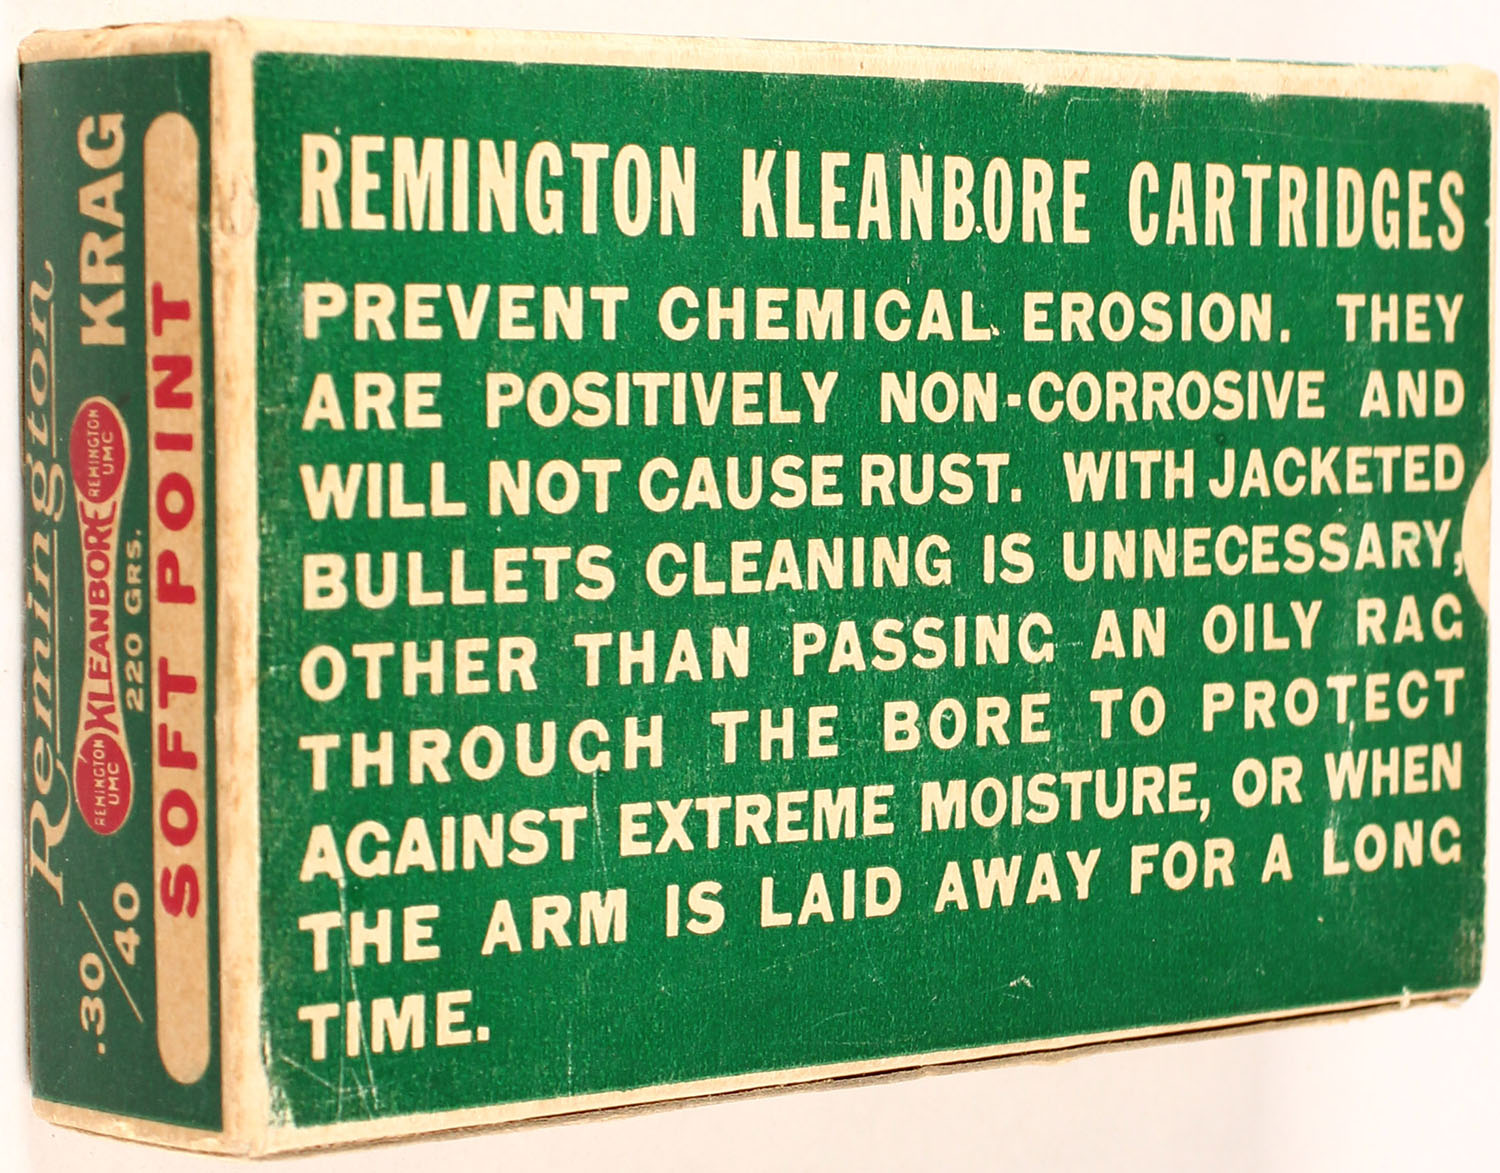 REMINGTON KLEANBORE CARTRIDGES
PREVENT CHEMICAL EROSION. THEY
ARE POSITIVELY NON-CORROSIVE AND
WILL NOT CAUSE RUST. WITH JACKETED
BULLETS CLEANING IS UNNECESSARY,
OTHER THAN PASSING AN OILY RAG
THROUGH THE BORE TO PROTECT
AGAINST EXTREME MOISTURE, OR WHEN
THE ARM IS LAID AWAY FOR A LONG
TIME.
Remington
REMINGTON
UMC
KLEANBORE
REMINGTON
UMC
.30/40 KRAG
220 GRS.
SOFT POINT